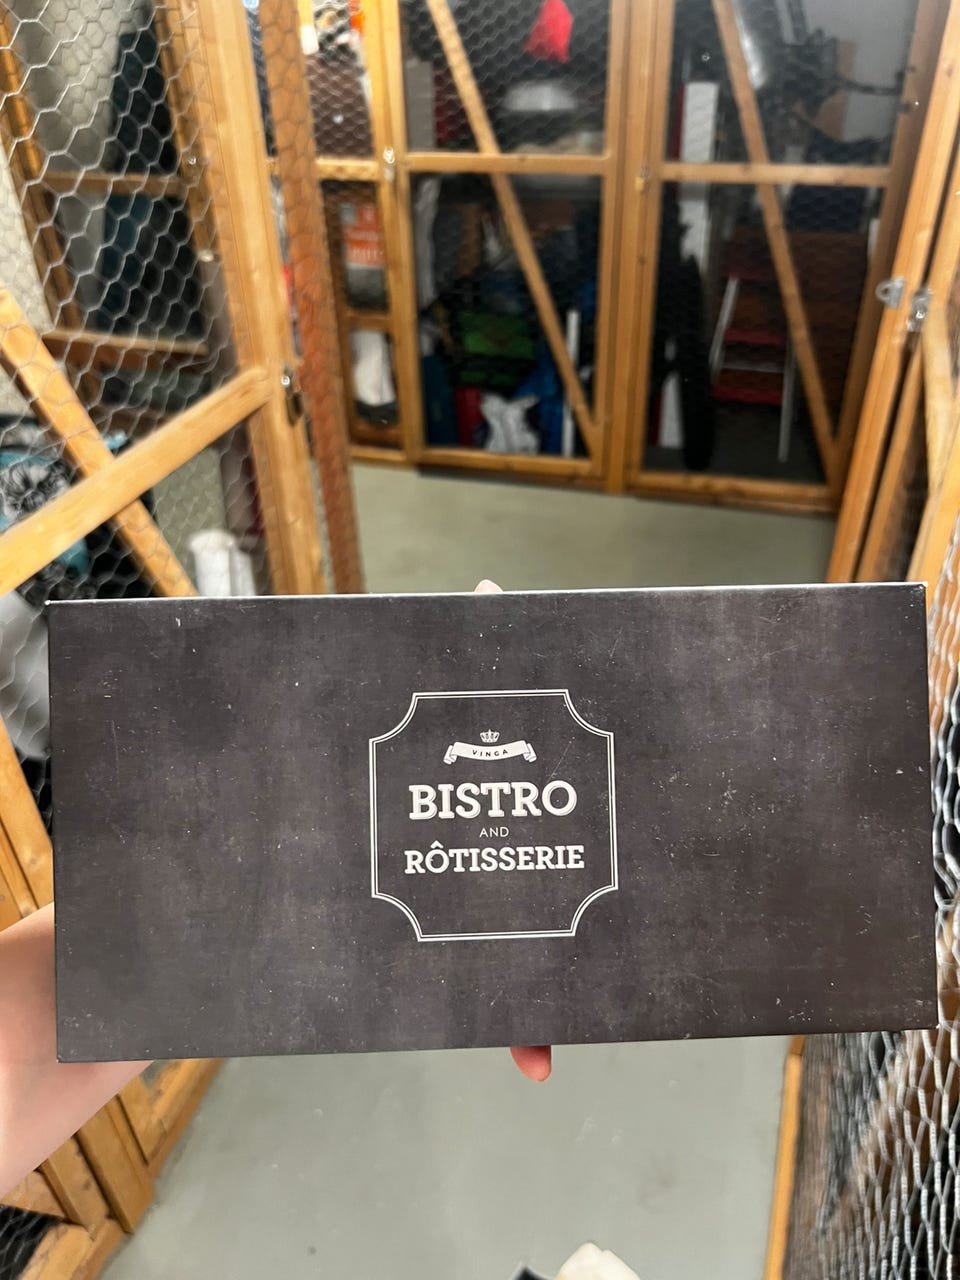 VINGA
BISTRO
AND
RÔTISSERIE